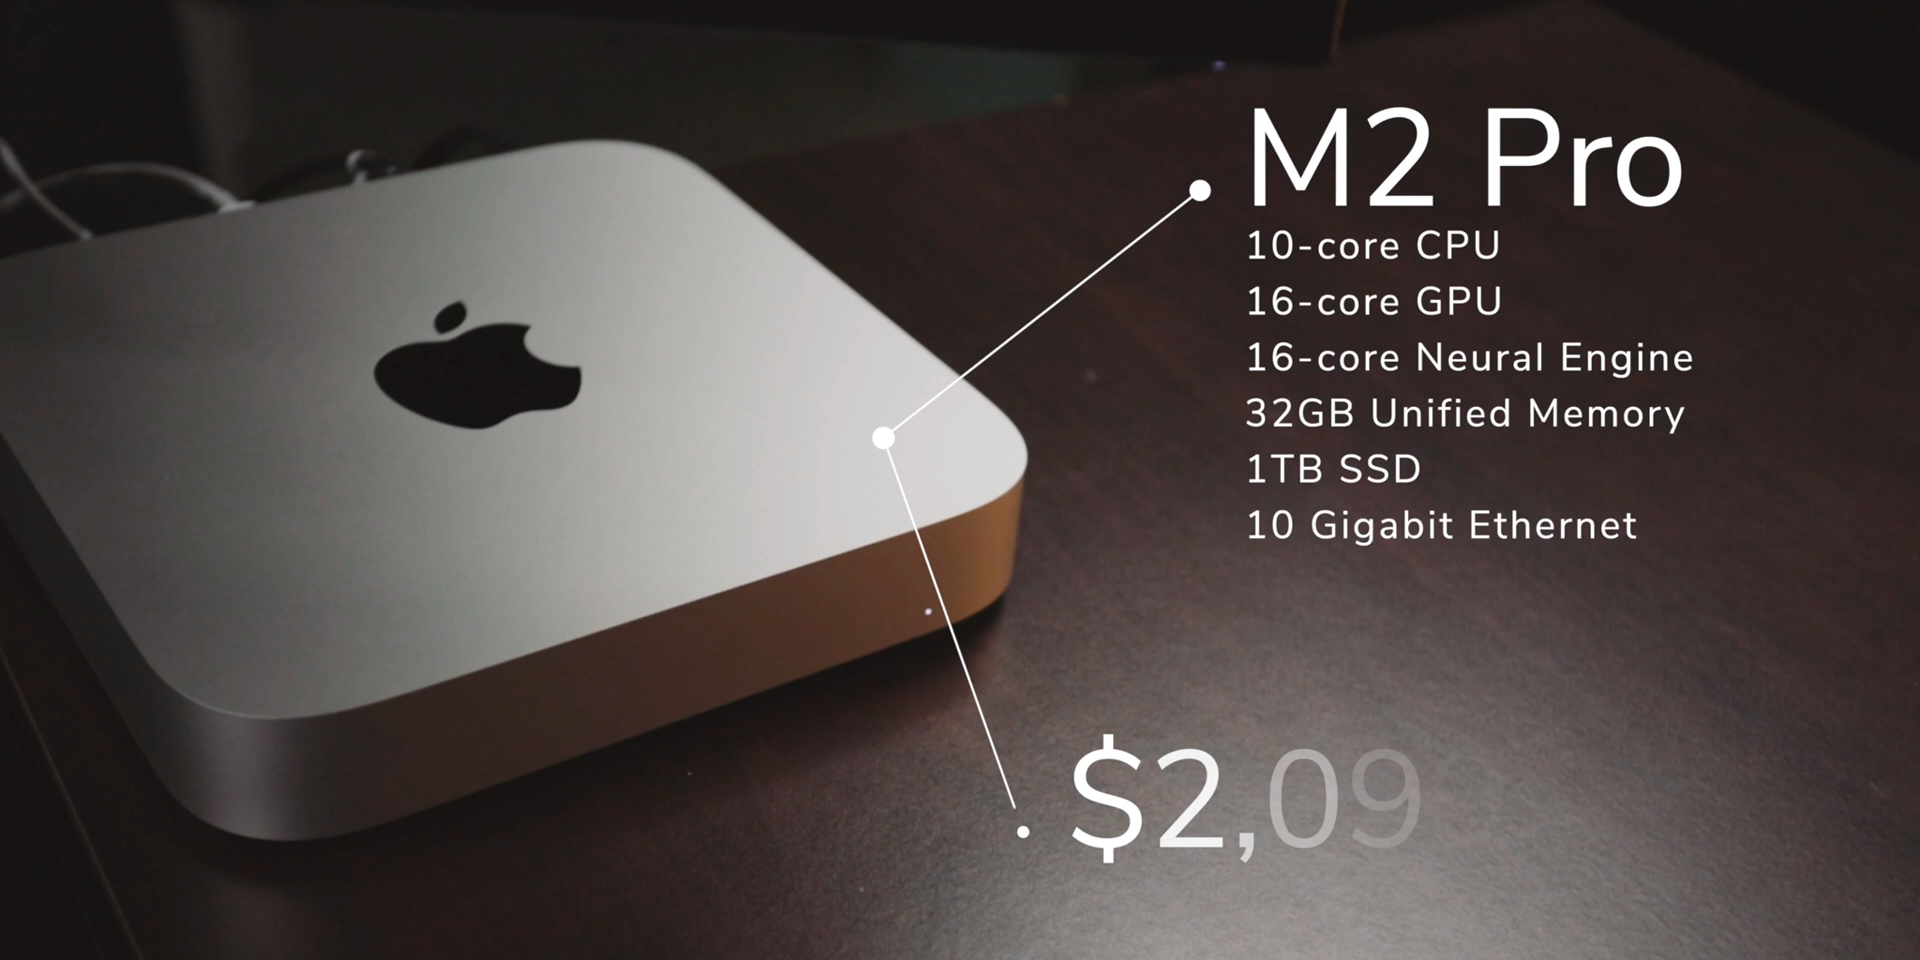 M2 Pro
10-core CPU
16-core GPU
16-core Neural Engine
32GB Unified Memory
1TB SSD
10 Gigabit Ethernet
$2,09